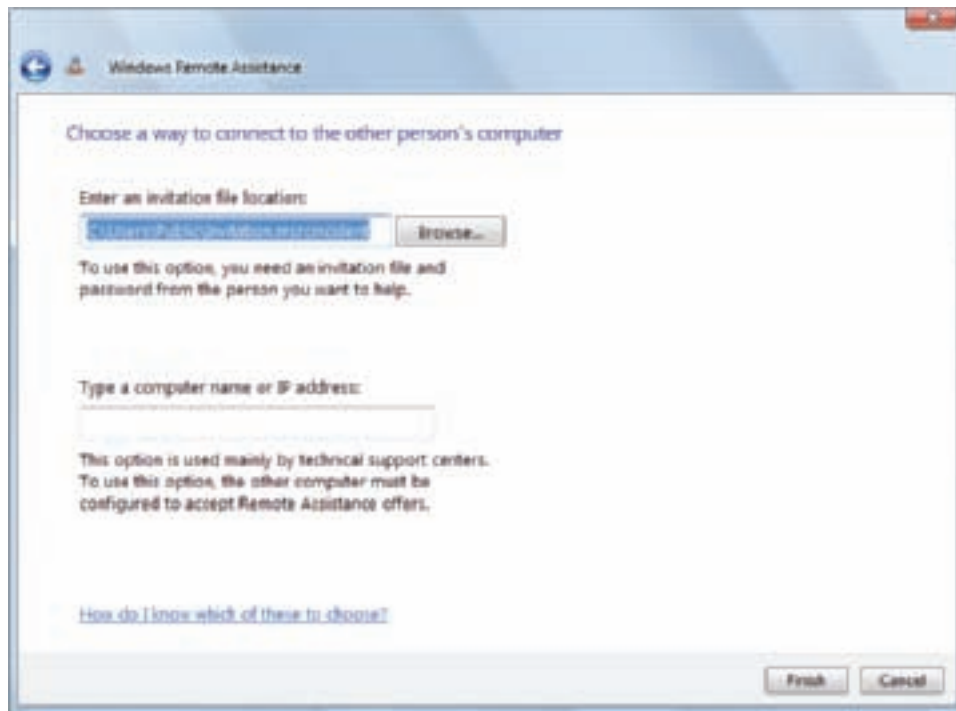 Windows Remote Assistance
Choose a way to connect to the other person's computer
Enter an invitation file location:
Browse...
To use this option, you need an invitation file and
password from the person you want to help.
Type a computer name or IP address:
This option is used mainly by technical support centers.
To use this option, the other computer must be
configured to accept Remote Assistance offers.
How do I know which of these to choose?
Finish
Cancel